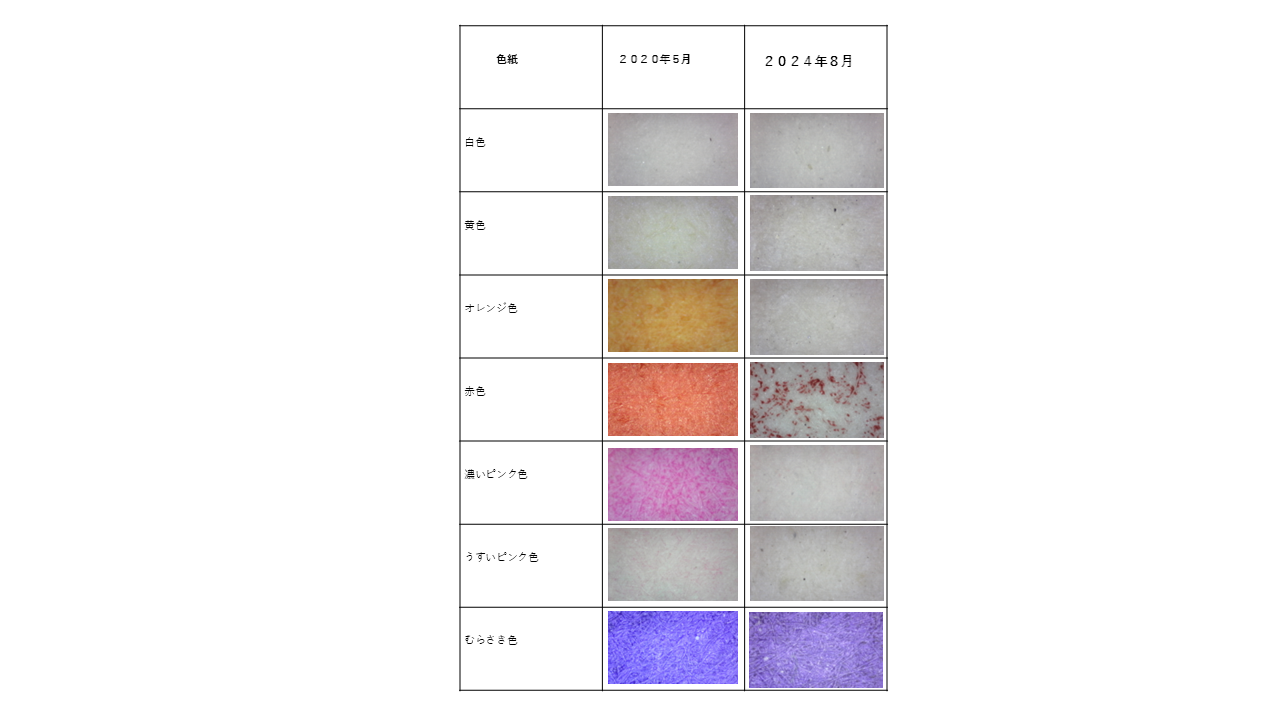 色紙
２０２０年５月
２０２４年８月
白色
黄色
オレンジ色
赤色
濃いピンク色
うすいピンク色
むらさき色